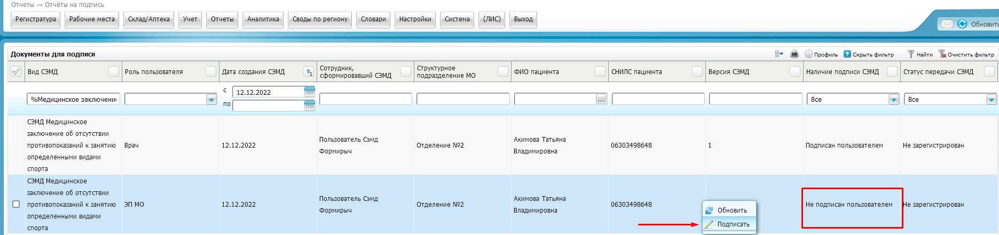 Отчеты → Отчёты на подпись
Регистратура Рабочие места Склад/Аптека Учет Отчеты Аналитика Своды по региону Словари Настройки Система (ЛИС) Выход
Обновить
Документы для подписи
Профиль Скрыть фильтр Найти Очистить фильтр
Вид СЭМД Роль пользователя Дата создания СЭМД 1 Сотрудник, сформировавший СЭМД Структурное подразделение МО ФИО пациента СНИЛС пациента Версия СЭМД Наличие подписи СЭМД Статус передачи СЭМД
с 12.12.2022
%Медицинское заключение ... Все Все
по
СЭМД Медицинское
заключение об отсутствии
противопоказаний к занятию
определенными видами
спорта
Врач
12.12.2022
Пользователь Сэмд
Формирыч
Отделение №2
Акимова Татьяна
Владимировна
06303498648
1
Подписан пользователем
Не зарегистрирован
СЭМД Медицинское
заключение об отсутствии
противопоказаний к занятию
определенными видами
спорта
ЭП МО
12.12.2022
Пользователь Сэмд
Формирыч
Отделение №2
Акимова Татьяна
Владимировна
06303498648
Не подписан пользователем
Не зарегистрирован
Обновить
Подписать